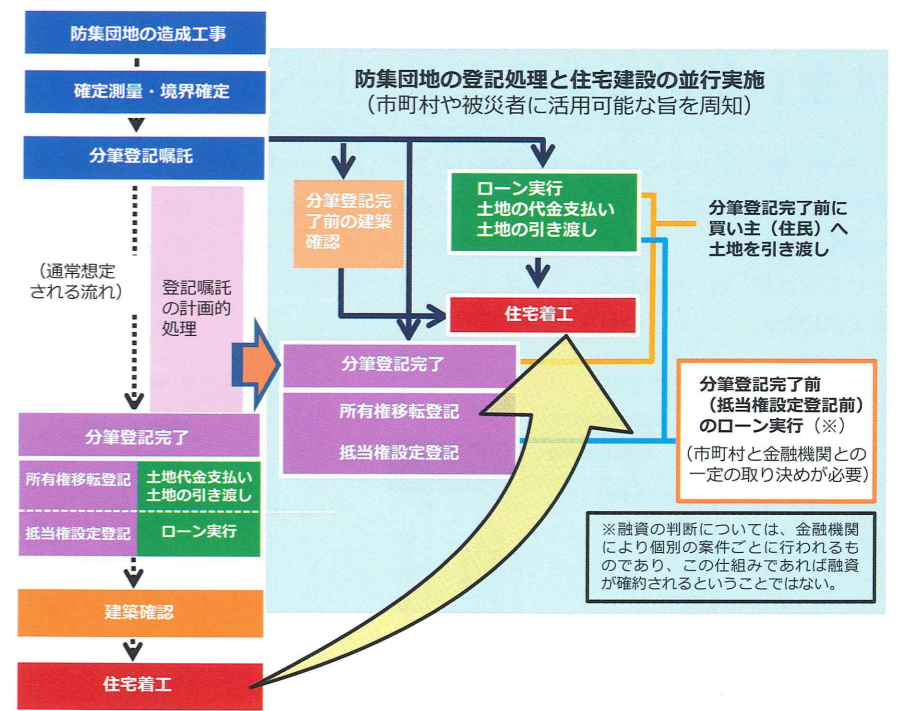 防集団地の造成工事
確定測量・境界確定
分筆登記嘱託
(通常想定
される流れ)
登記嘱託
の計画的
処理
分筆登記完了
所有権移転登記
土地代金支払い
土地の引き渡し
抵当権設定登記
ローン実行
建築確認
住宅着工
防集団地の登記処理と住宅建設の並行実施
(市町村や被災者に活用可能な旨を周知)
分筆登記完
了前の建築
確認
ローン実行
土地の代金支払い
土地の引き渡し
住宅着工
分筆登記完了
所有権移転登記
抵当権設定登記
分筆登記完了前に
買い主(住民)へ
土地を引き渡し
分筆登記完了前
(抵当権設定登記前)
のローン実行(※)
(市町村と金融機関との
一定の取り決めが必要)
※融資の判断については、金融機関
により個別の案件ごとに行われるも
のであり、この仕組みであれば融資
が確約されるということではない。